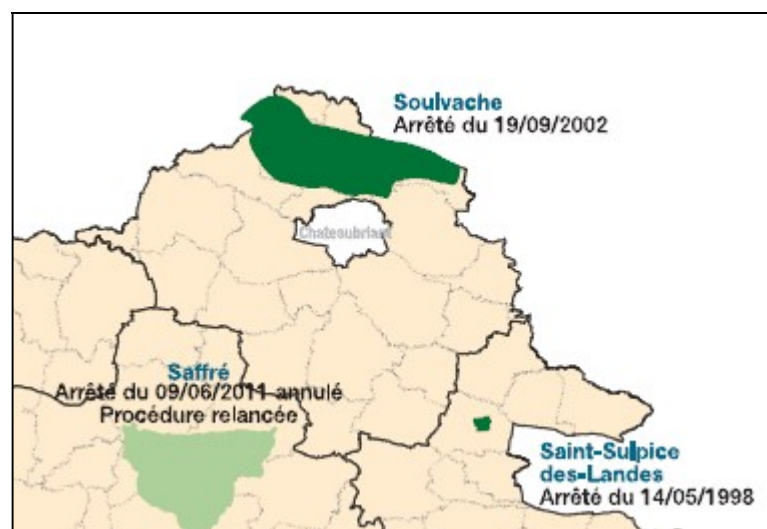 Soulvache
Arrêté du 19/09/2002
Chateaubriant
Saffré
Arrêté du 09/06/2011 annulé
Procédure relancée
Saint-Sulpice
des-Landes
Arrêté du 14/05/1998